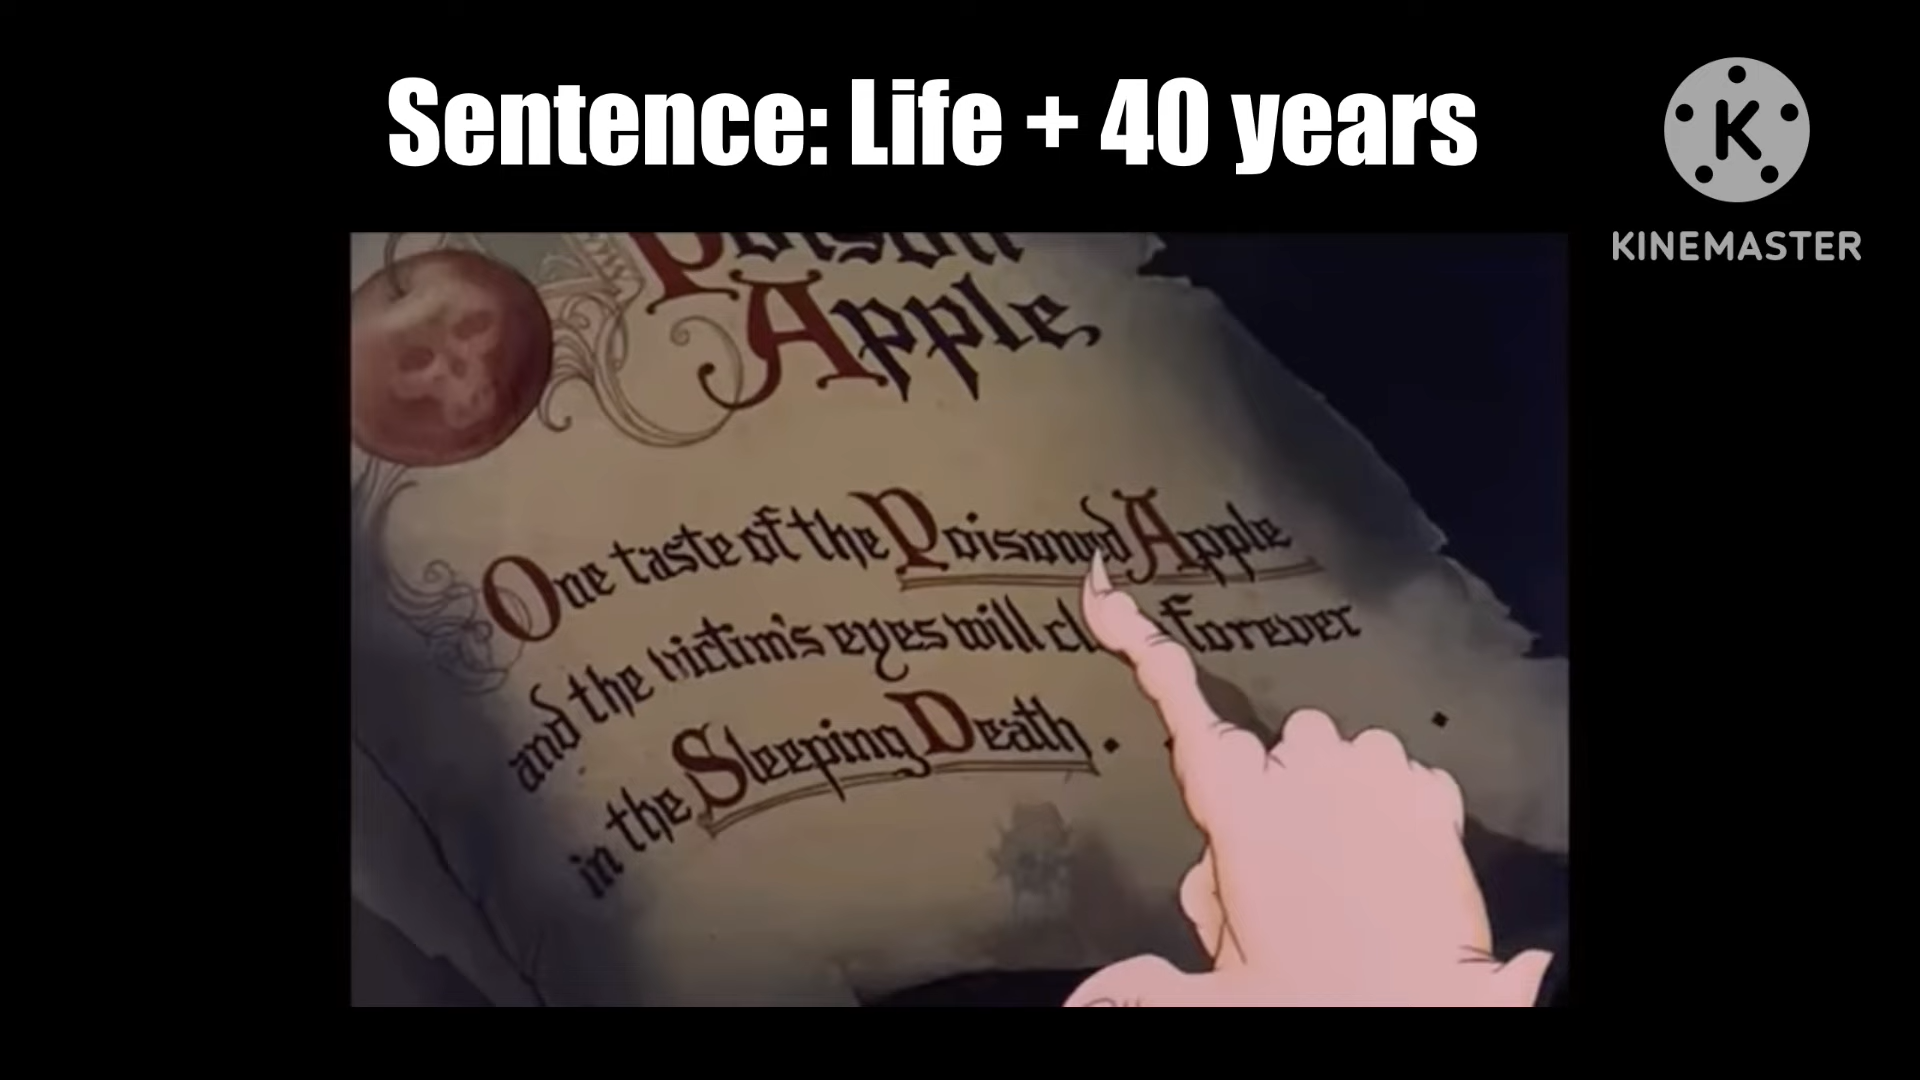 Sentence: Life + 40 years
K
KINEMASTER
Poison
Apple
One taste of the Poisoned Apple
and the victim's eyes will forever
in the Sleeping Death.